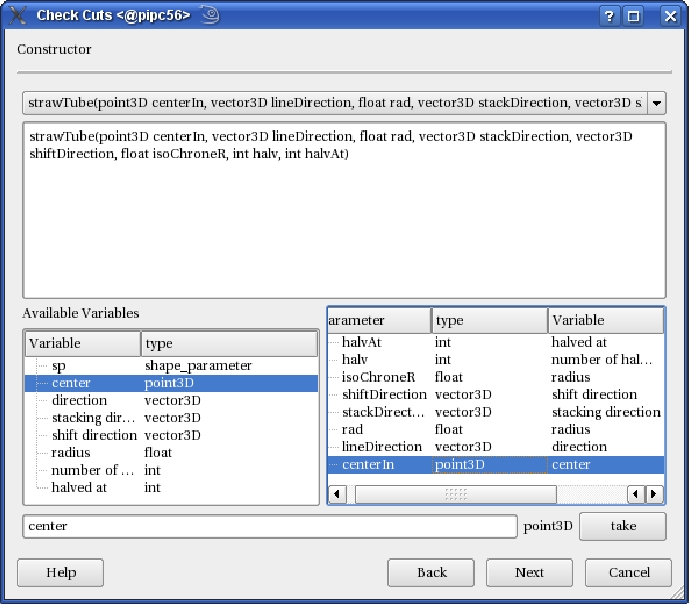 Check Cuts <@pipc56>
Constructor
strawTube(point3D centerIn, vector3D lineDirection, float rad, vector3D stackDirection, vector3D s
strawTube(point3D centerIn, vector3D lineDirection, float rad, vector3D stackDirection, vector3D
shiftDirection, float isoChroneR, int halv, int halvAt)
Available Variables
Variable type
sp shape_parameter
center point3D
direction vector3D
stacking dir... vector3D
shift direction vector3D
radius float
number of ... int
halved at int
arameter type Variable
halvAt int halved at
halv int number of hal...
isoChroneR float radius
shiftDirection vector3D shift direction
stackDirect... vector3D stacking direction
rad float radius
lineDirection vector3D direction
centerIn point3D center
center point3D take
Help Back Next Cancel